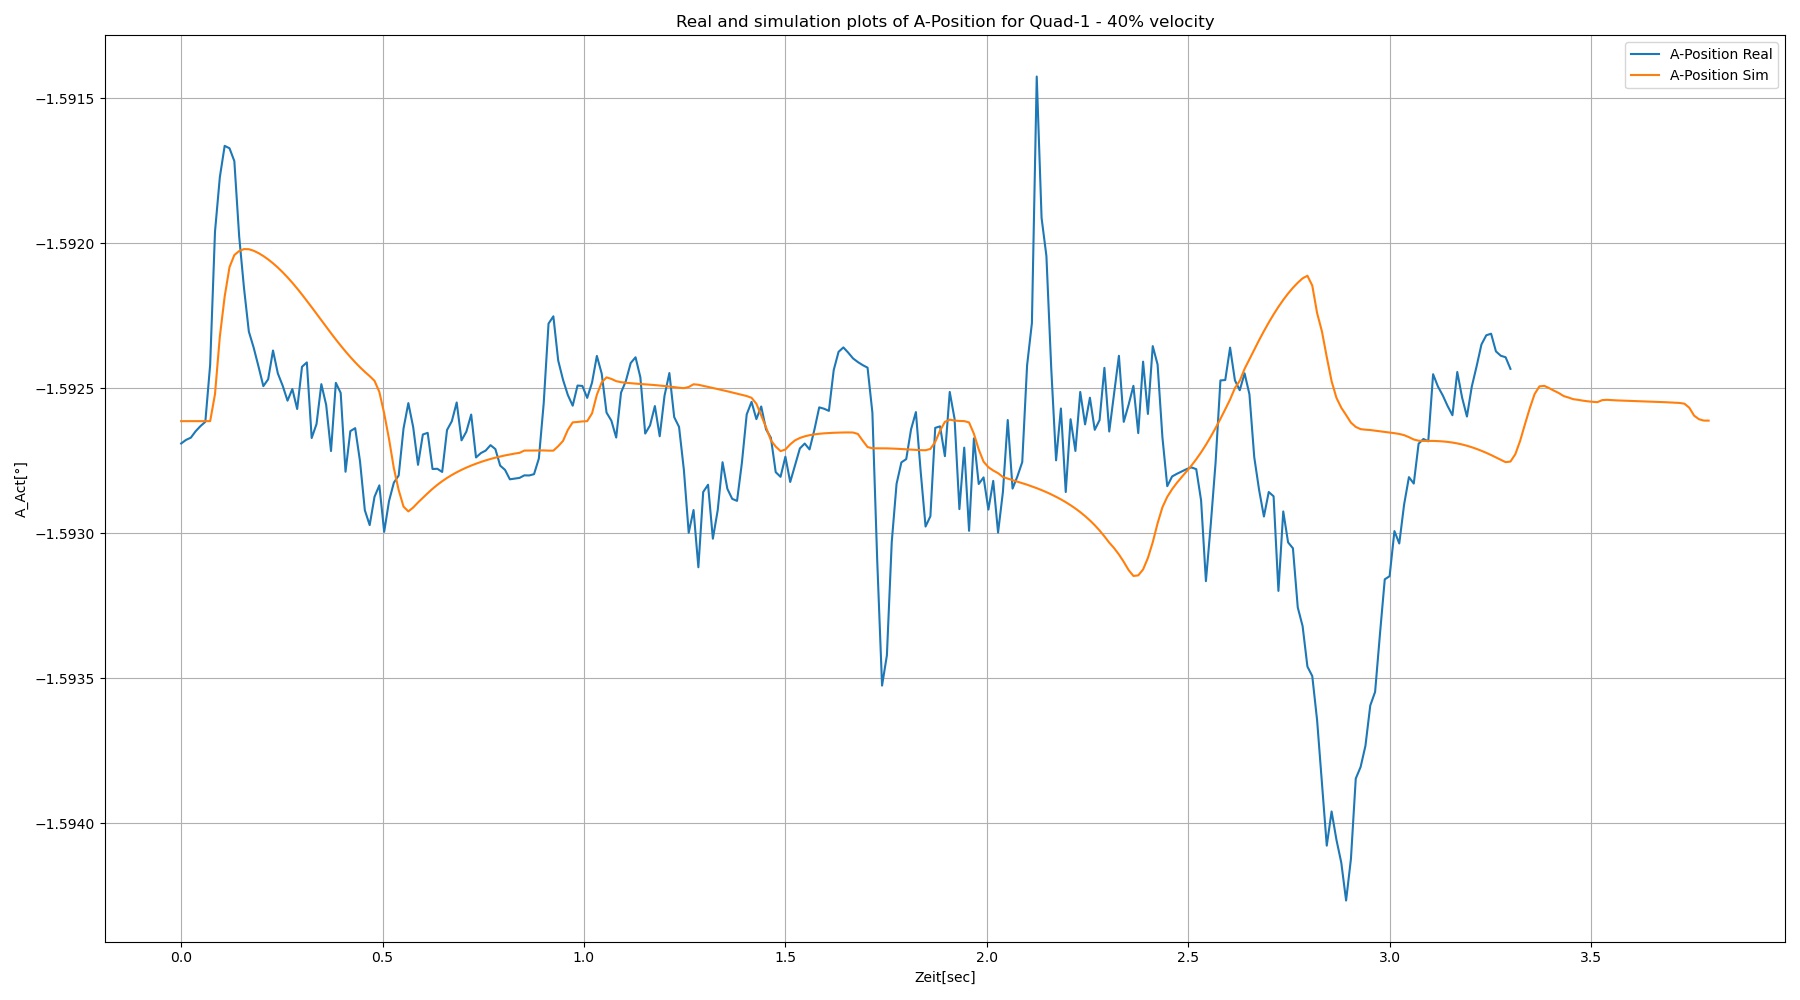 Real and simulation plots of A-Position for Quad-1 - 40% velocity
A-Position Real
A-Position Sim
−1.5915
−1.5920
−1.5925
−1.5930
−1.5935
−1.5940
A_Act[°]
0.0 0.5 1.0 1.5 2.0 2.5 3.0 3.5
Zeit[sec]